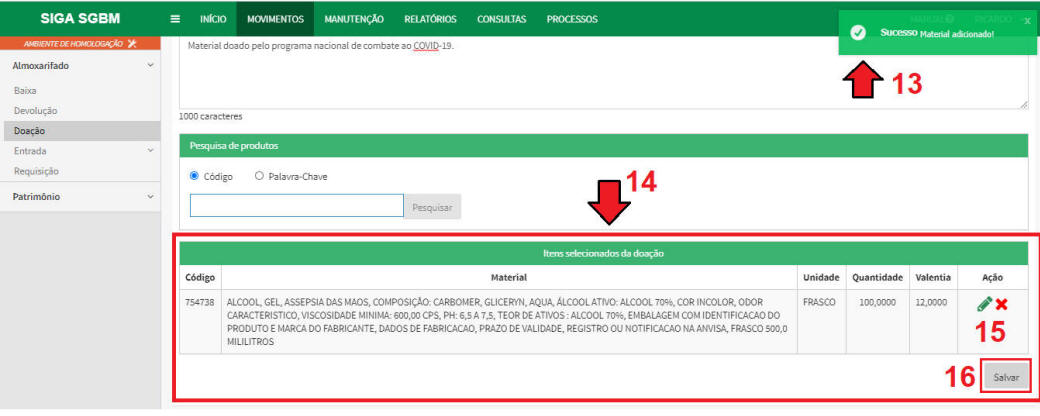 SIGA SGBM
INÍCIO MOVIMENTOS MANUTENÇÃO RELATÓRIOS CONSULTAS PROCESSOS
MANUAL RICARDO x
Sucesso Material adicionado!
AMBIENTE DE HOMOLOGAÇÃO
Almoxarifado
Baixa
Devolução
Doação
Entrada
Requisição
Patrimônio
Material doado pelo programa nacional de combate ao COVID-19.
13
1000 caracteres
Pesquisa de produtos
Código Palavra-Chave
Pesquisar
14
Itens selecionados da doação
Código Material Unidade Quantidade Valentia Ação
754738 ALCOOL, GEL, ASSEPSIA DAS MAOS, COMPOSIÇÃO: CARBOMER, GLICERYN, AQUA, ÁLCOOL ATIVO: ALCOOL 70%, COR INCOLOR, ODOR FRASCO 100,0000 12,0000
CARACTERISTICO, VISCOSIDADE MINIMA: 600,00 CPS, PH: 6,5 A 7,5, TEOR DE ATIVOS : ALCOOL 70%, EMBALAGEM COM IDENTIFICACAO DO
PRODUTO E MARCA DO FABRICANTE, DADOS DE FABRICACAO, PRAZO DE VALIDADE, REGISTRO OU NOTIFICACAO NA ANVISA, FRASCO 500,0
MILILITROS
15
16 Salvar